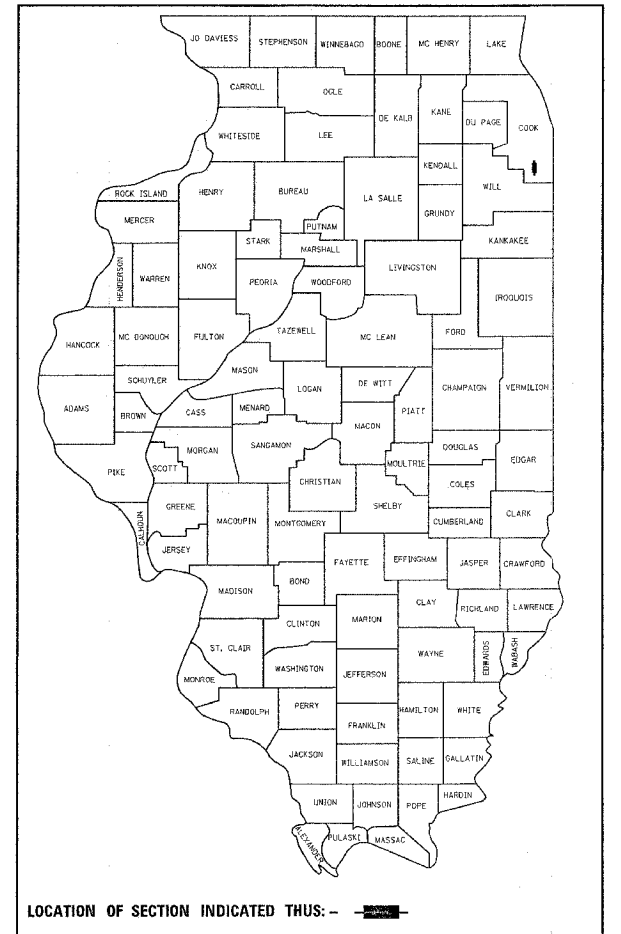 JO DAVIESS STEPHENSON WINNEBAGO BOONE MC HENRY LAKE
CARROLL OGLE
DE KALB KANE DU PAGE COOK
WHITESIDE LEE
KENDALL
ROCK ISLAND HENRY BUREAU LA SALLE WILL
MERCER PUTNAM GRUNDY
STARK MARSHALL KANKAKEE
HENDERSON WARREN KNOX PEORIA WOODFORD LIVINGSTON
IROQUOIS
HANCOCK MC DONOUGH FULTON TAZEWELL MC LEAN FORD
MASON
SCHUYLER LOGAN DE WITT CHAMPAIGN VERMILION
ADAMS BROWN CASS MENARD PIATT
MACON
MORGAN SANGAMON DOUGLAS
PIKE SCOTT MOULTRIE EDGAR
CHRISTIAN COLES
GREENE SHELBY
CALHOUN MACOUPIN MONTGOMERY CUMBERLAND CLARK
JERSEY
FAYETTE EFFINGHAM JASPER CRAWFORD
MADISON BOND
CLAY RICHLAND LAWRENCE
CLINTON MARION
ST. CLAIR WAYNE EDWARDS WABASH
WASHINGTON JEFFERSON
MONROE
RANDOLPH PERRY HAMILTON WHITE
FRANKLIN
JACKSON WILLIAMSON SALINE GALLATIN
HARDIN
UNION JOHNSON POPE
ALEXANDER PULASKI MASSAC
LOCATION OF SECTION INDICATED THUS: –